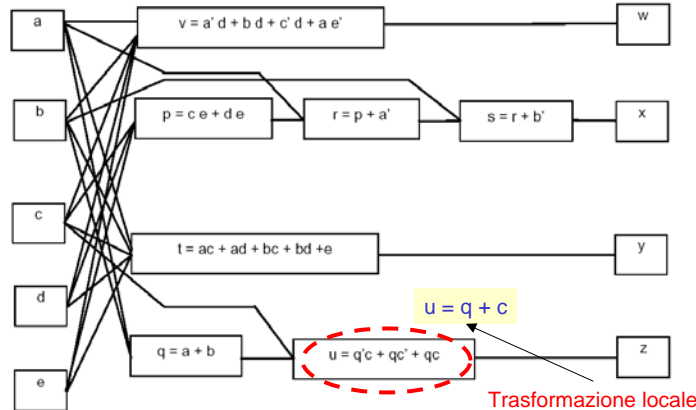 a
v = a' d + b d + c' d + a e'
w
b
p = c e + d e
r = p + a'
s = r + b'
x
c
t = ac + ad + bc + bd +e
y
d
u = q + c
q = a + b
u = q'c + qc' + qc
z
e
Trasformazione locale